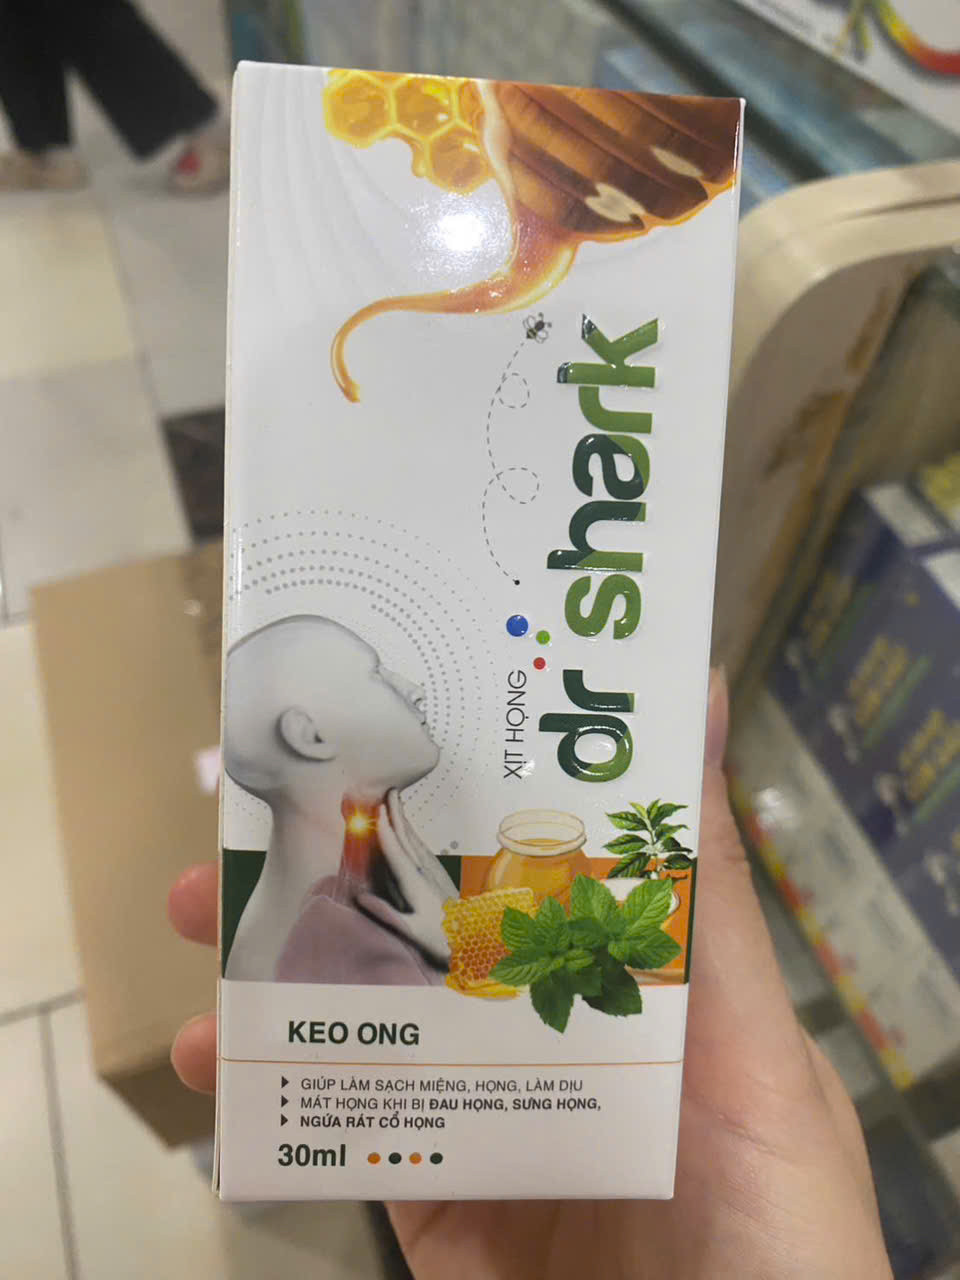 XỊT HỌNG
dr shark
KEO ONG
GIÚP LÀM SẠCH MIỆNG, HỌNG, LÀM DỊU
MÁT HỌNG KHI BỊ ĐAU HỌNG, SƯNG HỌNG,
NGỨA RÁT CỔ HỌNG
30ml